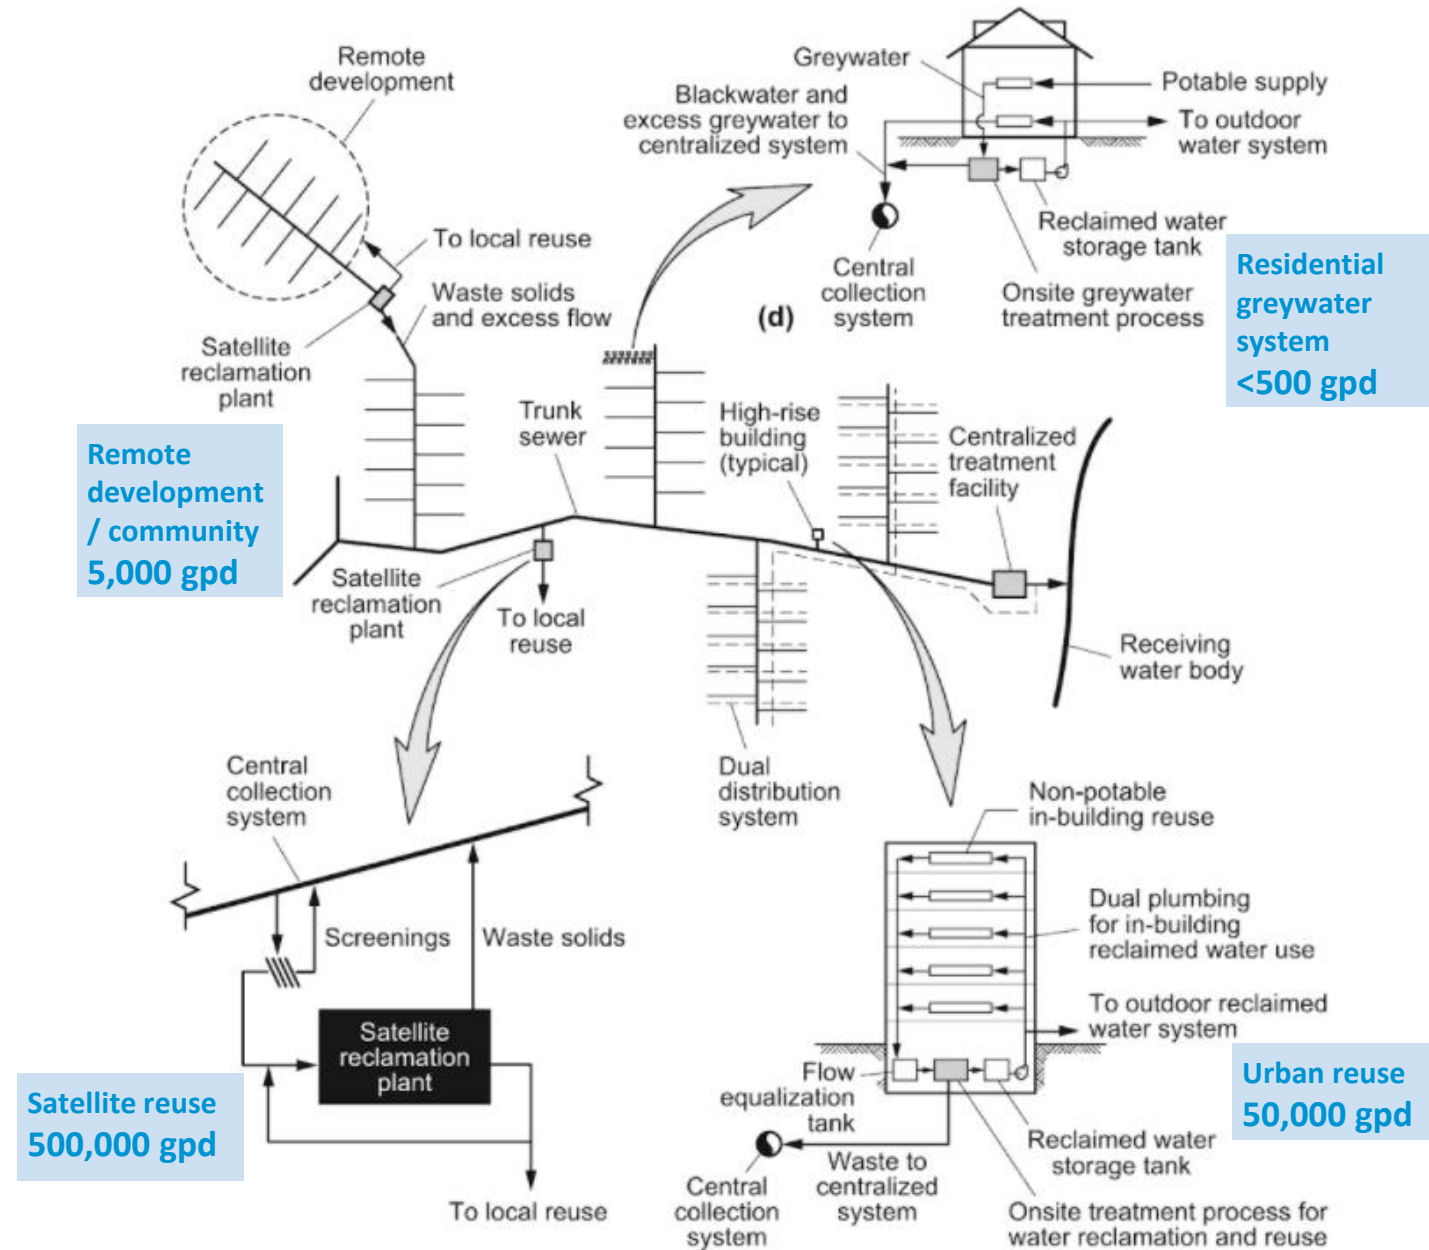 Remote
development
To local reuse
Waste solids
and excess flow
Satellite
reclamation
plant
Greywater
Blackwater and
excess greywater to
centralized system
Potable supply
To outdoor
water system
Reclaimed water
storage tank
Central
collection
system
Onsite greywater
treatment process
(d)
Residential
greywater
system
<500 gpd
Remote
development
/ community
5,000 gpd
Trunk
sewer
High-rise
building
(typical)
Centralized
treatment
facility
Satellite
reclamation
plant
To local
reuse
Receiving
water body
Dual
distribution
system
Central
collection
system
Screenings
Waste solids
Satellite
reclamation
plant
To local reuse
Satellite reuse
500,000 gpd
Non-potable
in-building reuse
Dual plumbing
for in-building
reclaimed water use
To outdoor reclaimed
water system
Flow
equalization
tank
Reclaimed water
storage tank
Waste to
centralized
system
Central
collection
system
Onsite treatment process for
water reclamation and reuse
Urban reuse
50,000 gpd